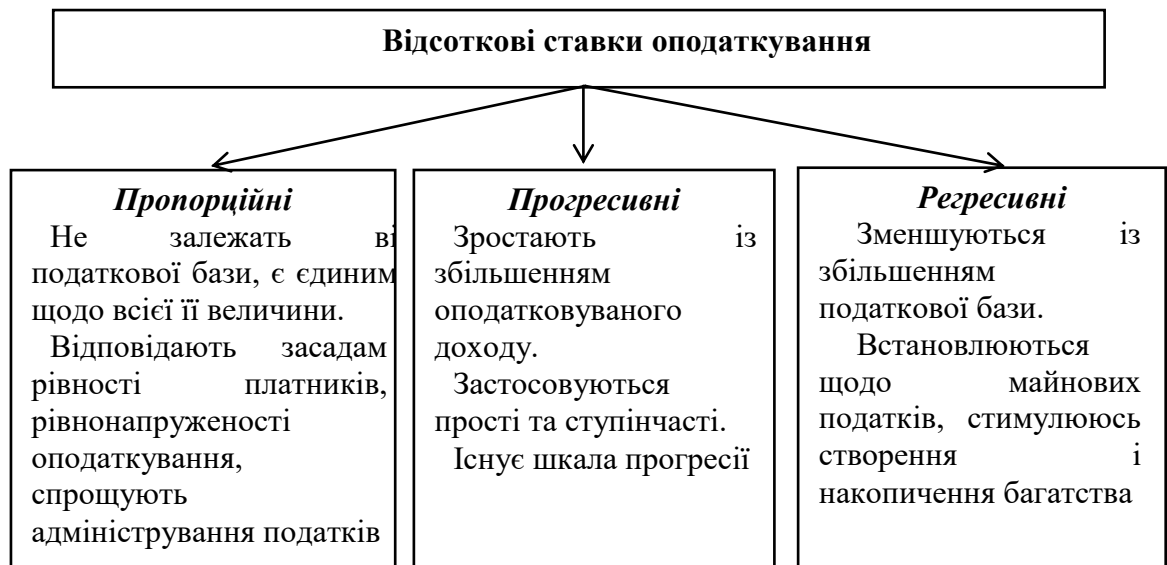 Відсоткові ставки оподаткування
Пропорційні
Не залежать ві
податкової бази, є єдиним
щодо всієї її величини.
Відповідають засадам
рівності платників,
рівнонапруженості
оподаткування,
спрощують
адміністрування податків
Прогресивні
Зростають із
збільшенням
оподатковуваного
доходу.
Застосовуються
прості та ступінчасті.
Існує шкала прогресії
Регресивні
Зменшуються із
збільшенням
податкової бази.
Встановлюються
щодо майнових
податків, стимулююсь
створення і
накопичення багатства